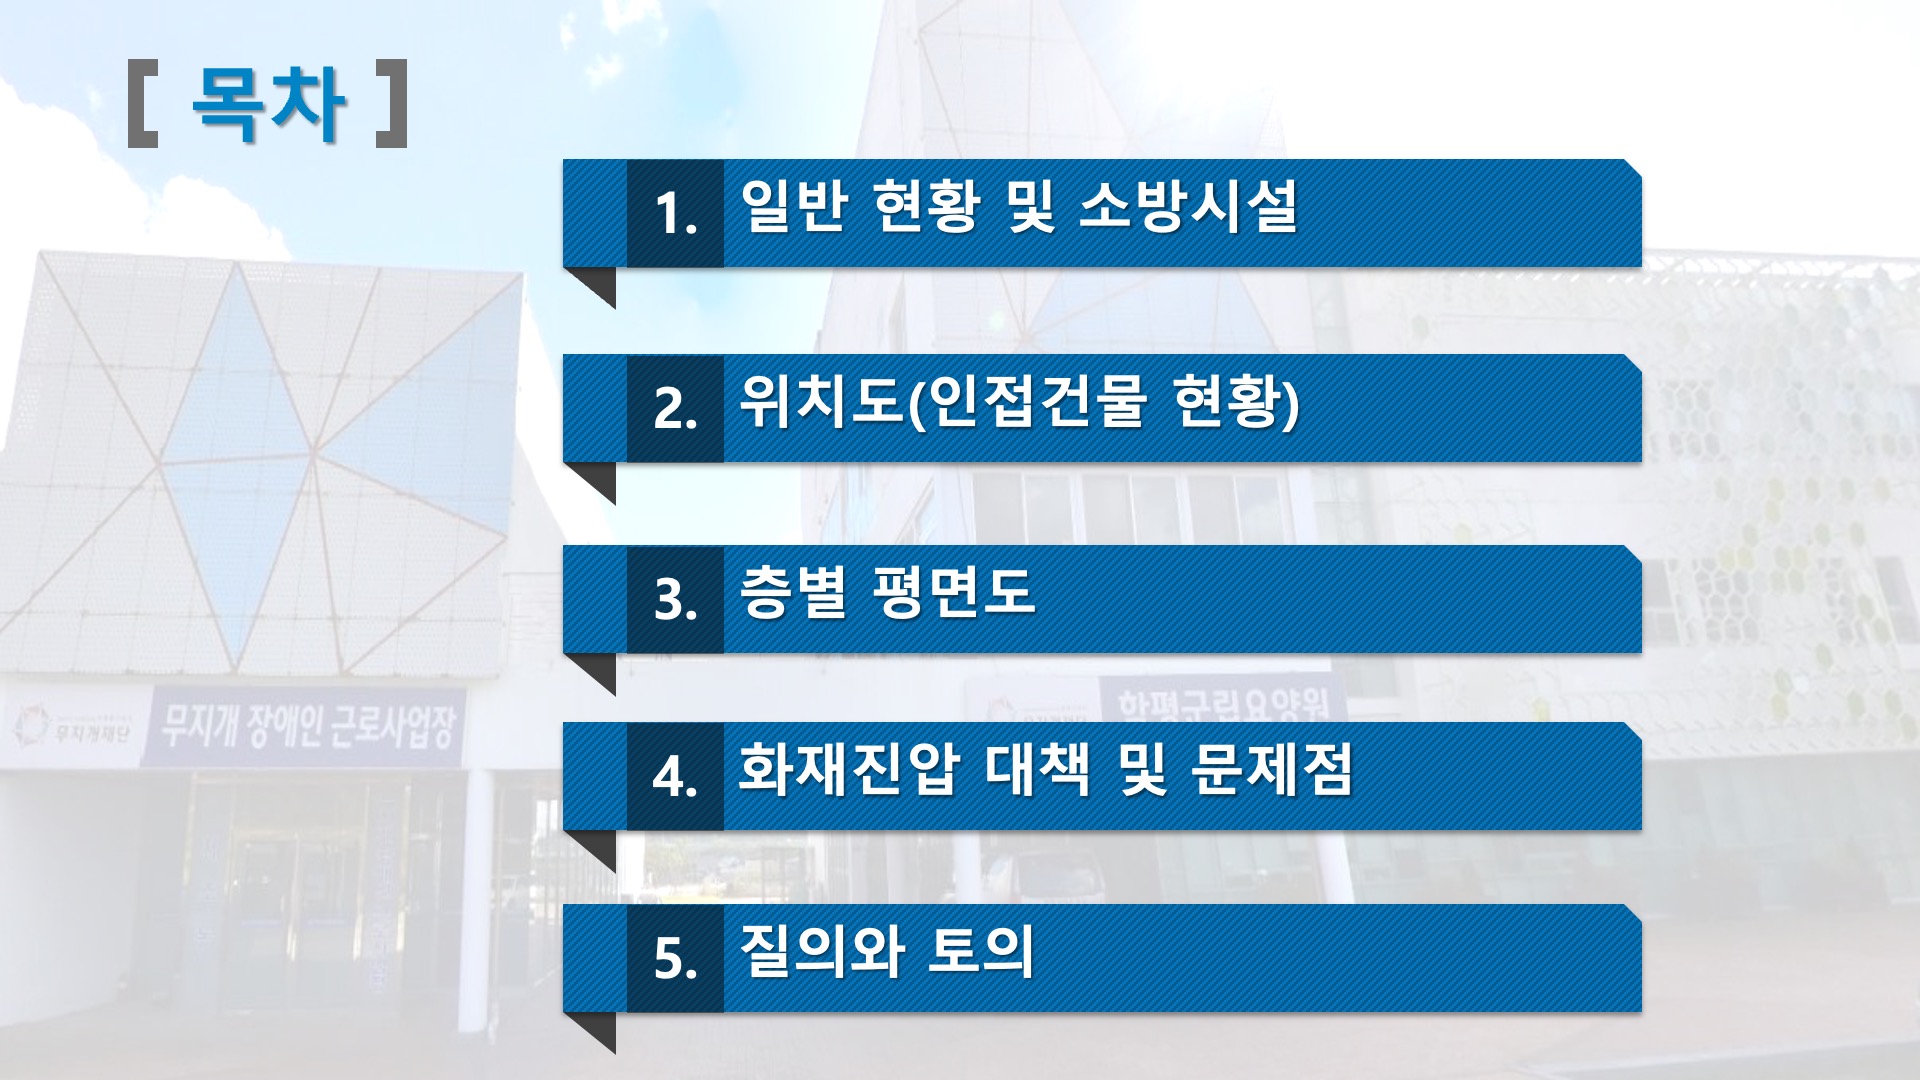 [ 목차 ]
1. 일반 현황 및 소방시설
2. 위치도(인접건물 현황)
3. 층별 평면도
무지개재단 무지개 장애인 근로사업장
함평군립요양원
4. 화재진압 대책 및 문제점
5. 질의와 토의